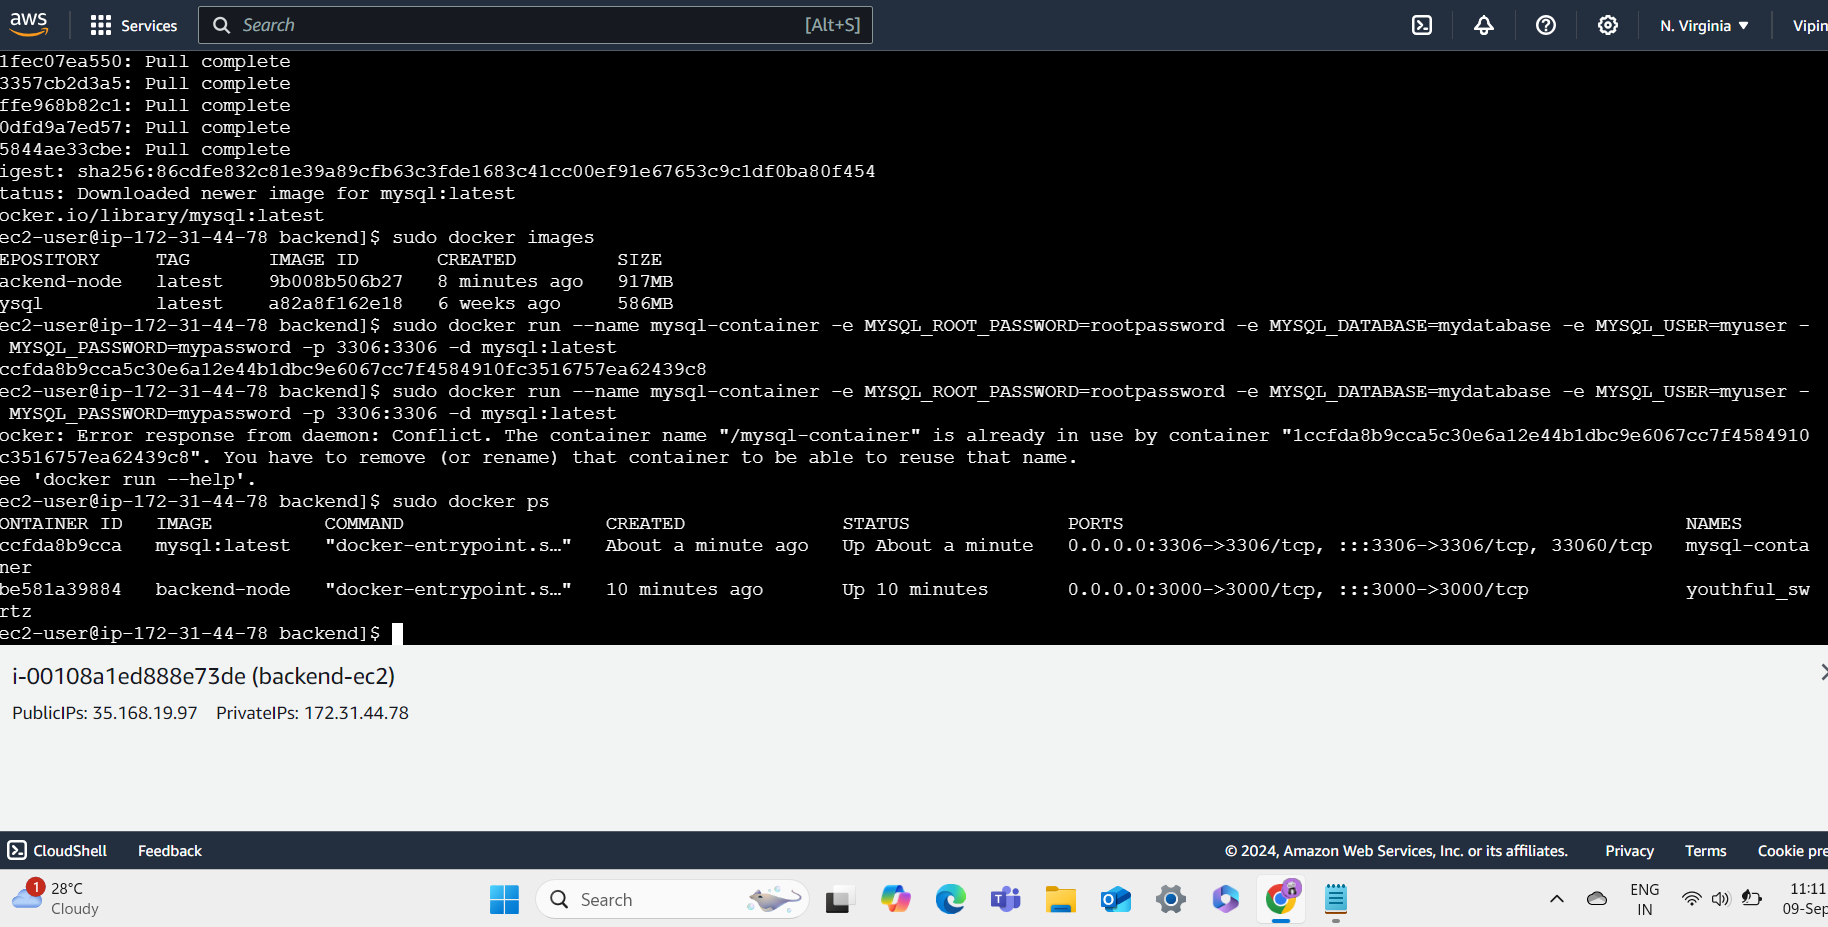 aws Services Search [Alt+S] N. Virginia Vipin
1fec07ea550: Pull complete
3357cb2d3a5: Pull complete
ffe968b82c1: Pull complete
0dfd9a7ed57: Pull complete
5844ae33cbe: Pull complete
igest: sha256:86cdfe832c81e39a89cfb63c3fde1683c41cc00ef91e67653c9c1df0ba80f454
tatus: Downloaded newer image for mysql:latest
ocker.io/library/mysql:latest
ec2-user@ip-172-31-44-78 backend]$ sudo docker images
EPOSITORY TAG IMAGE ID CREATED SIZE
ackend-node latest 9b008b506b27 8 minutes ago 917MB
ysql latest a82a8f162e18 6 weeks ago 586MB
ec2-user@ip-172-31-44-78 backend]$ sudo docker run --name mysql-container -e MYSQL_ROOT_PASSWORD=rootpassword -e MYSQL_DATABASE=mydatabase -e MYSQL_USER=myuser -
MYSQL_PASSWORD=mypassword -p 3306:3306 -d mysql:latest
ccfda8b9cca5c30e6a12e44b1dbc9e6067cc7f4584910fc3516757ea62439c8
ec2-user@ip-172-31-44-78 backend]$ sudo docker run --name mysql-container -e MYSQL_ROOT_PASSWORD=rootpassword -e MYSQL_DATABASE=mydatabase -e MYSQL_USER=myuser -
MYSQL_PASSWORD=mypassword -p 3306:3306 -d mysql:latest
ocker: Error response from daemon: Conflict. The container name "/mysql-container" is already in use by container "1ccfda8b9cca5c30e6a12e44b1dbc9e6067cc7f4584910
c3516757ea62439c8". You have to remove (or rename) that container to be able to reuse that name.
ee 'docker run --help'.
ec2-user@ip-172-31-44-78 backend]$ sudo docker ps
ONTAINER ID IMAGE COMMAND CREATED STATUS PORTS NAMES
ccfda8b9cca mysql:latest "docker-entrypoint.s…" About a minute ago Up About a minute 0.0.0.0:3306->3306/tcp, :::3306->3306/tcp, 33060/tcp mysql-conta
ner
be581a39884 backend-node "docker-entrypoint.s…" 10 minutes ago Up 10 minutes 0.0.0.0:3000->3000/tcp, :::3000->3000/tcp youthful_sw
rtz
ec2-user@ip-172-31-44-78 backend]$
i-00108a1ed888e73de (backend-ec2)
PublicIPs: 35.168.19.97 PrivateIPs: 172.31.44.78
CloudShell Feedback © 2024, Amazon Web Services, Inc. or its affiliates. Privacy Terms Cookie pre
1 28°C Search ENG 11:11
Cloudy IN 09-Sep